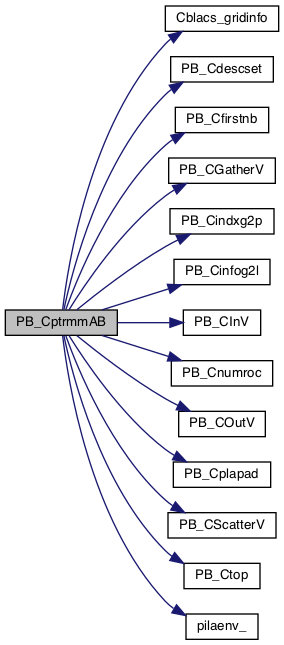 Cblacs_gridinfo
PB_Cdescset
PB_Cfirstnb
PB_CGatherV
PB_Cindxg2p
PB_Cinfog2l
PB_CptrmmAB
PB_CInV
PB_Cnumroc
PB_COutV
PB_Cplapad
PB_CScatterV
PB_Ctop
pilaenv_